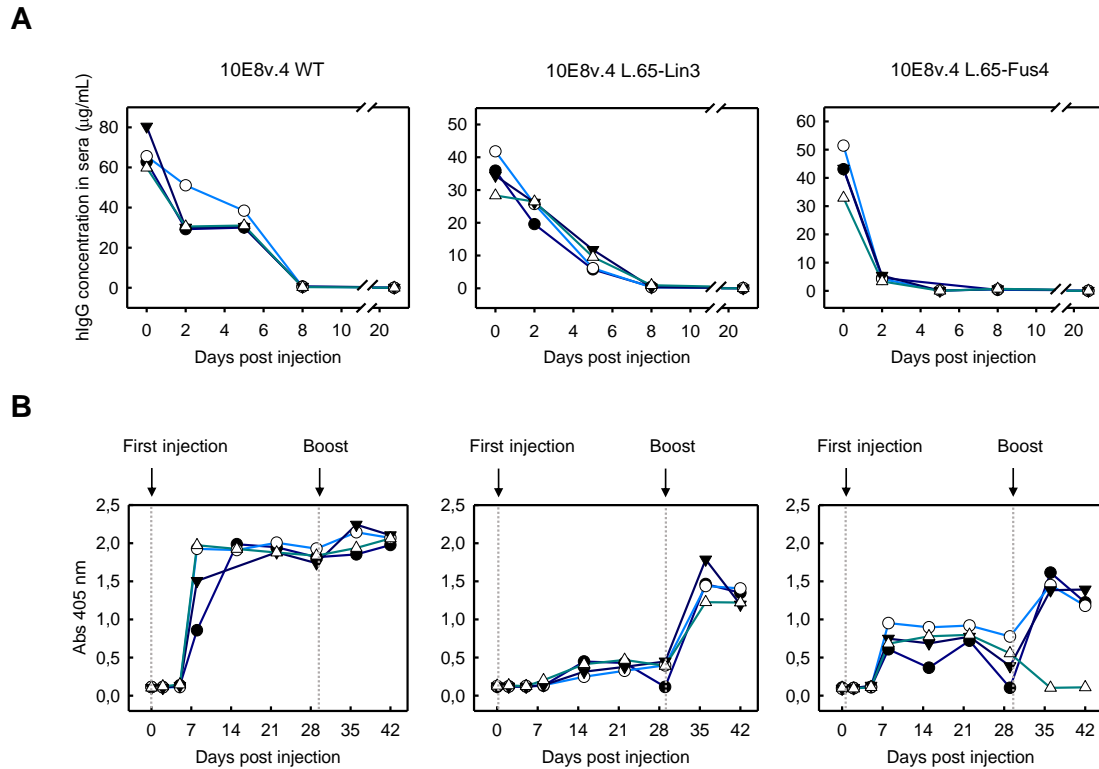 A
10E8v.4 WT
10E8v.4 L.65-Lin3
10E8v.4 L.65-Fus4
hIgG concentration in sera (µg/mL)
80
60
40
20
0
0 2 4 6 8 10 20
Days post injection
50
40
30
20
10
0
0 2 4 6 8 10 20
Days post injection
60
50
40
30
20
10
0
0 2 4 6 8 10 20
Days post injection
B
First injection Boost
First injection Boost
First injection Boost
Abs 405 nm
2,5
2,0
1,5
1,0
0,5
0,0
0 7 14 21 28 35 42
Days post injection
2,5
2,0
1,5
1,0
0,5
0,0
0 7 14 21 28 35 42
Days post injection
2,5
2,0
1,5
1,0
0,5
0,0
0 7 14 21 28 35 42
Days post injection